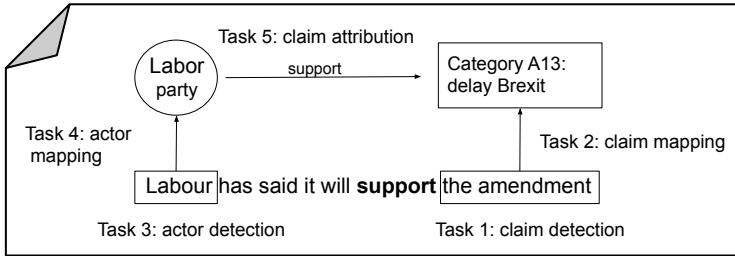 Task 5: claim attribution
Labor
party
support
Category A13:
delay Brexit
Task 4: actor
mapping
Task 2: claim mapping
Labour has said it will support the amendment
Task 3: actor detection
Task 1: claim detection